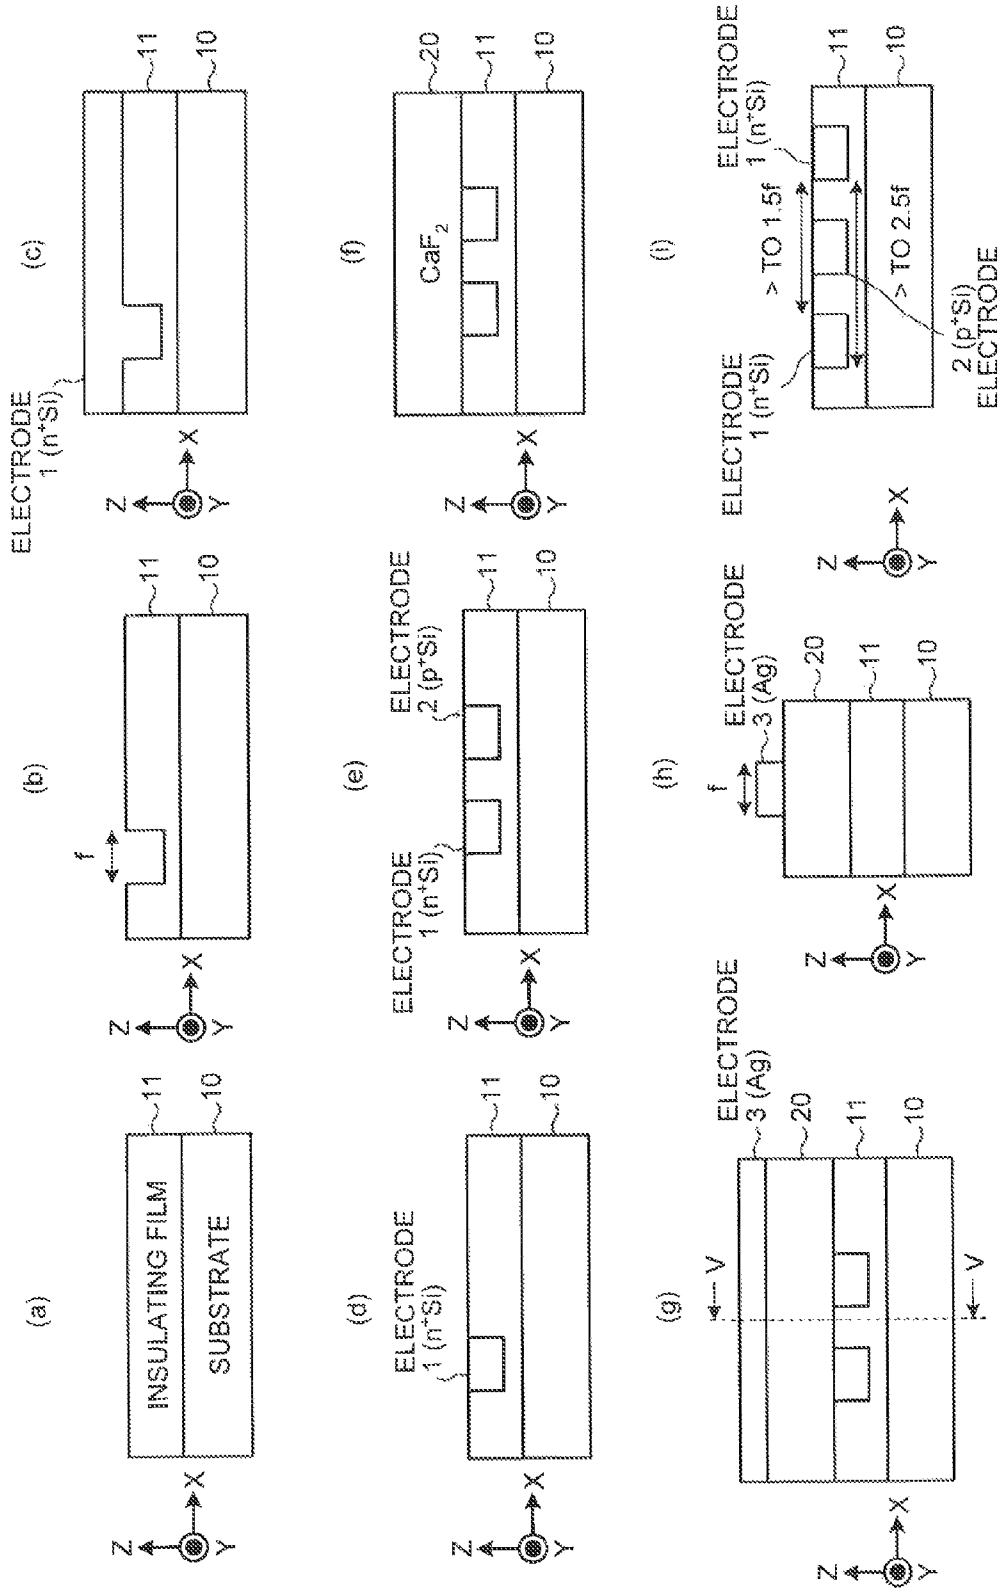 (a)
INSULATING FILM
SUBSTRATE
11
10
Z
X
Y
(b)
f
11
10
Z
X
Y
(c)
ELECTRODE
1 (n⁺Si)
11
10
Z
X
Y
(d)
ELECTRODE
1 (n⁺Si)
11
10
Z
X
Y
(e)
ELECTRODE
1 (n⁺Si)
ELECTRODE
2 (p⁺Si)
11
10
Z
X
Y
(f)
CaF₂
20
11
10
Z
X
Y
(g)
V
V
ELECTRODE
3 (Ag)
20
11
10
Z
X
Y
(h)
f
ELECTRODE
3 (Ag)
20
11
10
Z
X
Y
(i)
ELECTRODE
1 (n⁺Si)
> TO 1.5f
ELECTRODE
1 (n⁺Si)
11
10
> TO 2.5f
2 (p⁺Si)
ELECTRODE
Z
X
Y